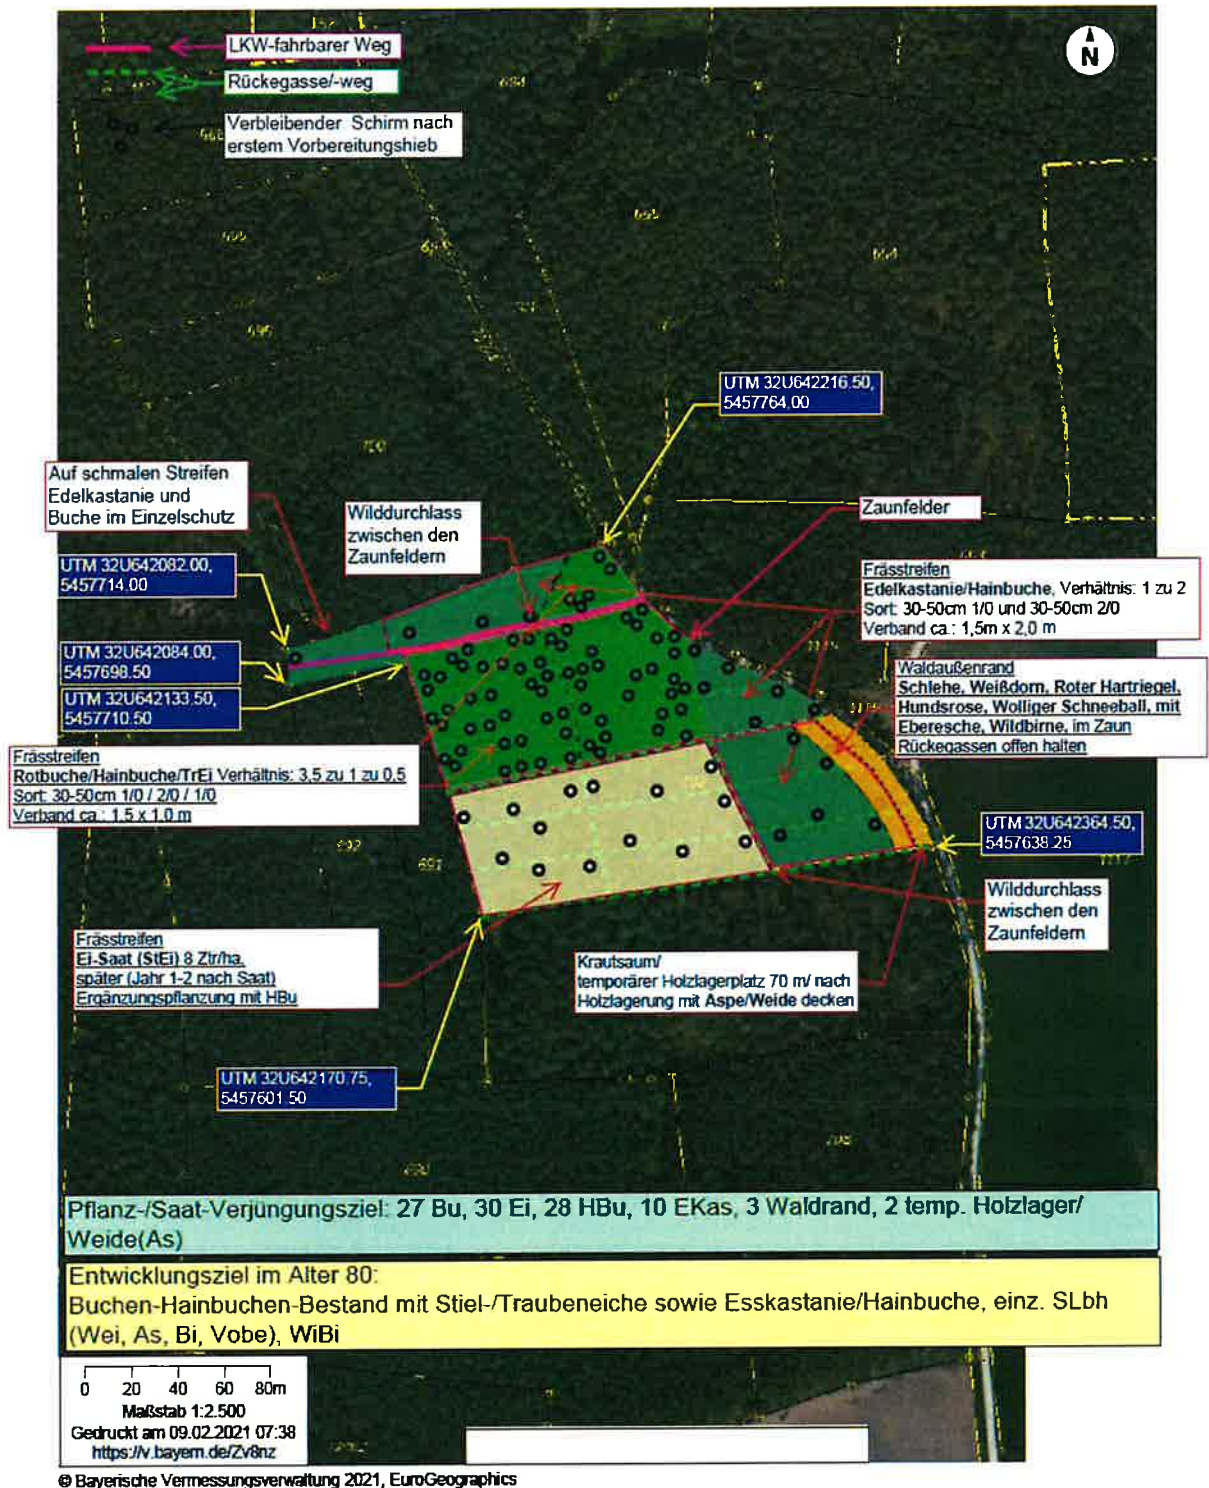 LKW-fahrbarer Weg
Rückegasse/-weg
Verbleibender Schirm nach
erstem Vorbereitungshieb
N
694
695
696
700
692
691
UTM 32U642216.50,
5457764.00
Auf schmalen Streifen
Edelkastanie und
Buche im Einzelschutz
Wilddurchlass
zwischen den
Zaunfeldern
Zaunfelder
UTM 32U642082.00,
5457714.00
Frässtreifen
Edelkastanie/Hainbuche, Verhältnis: 1 zu 2
Sort: 30-50cm 1/0 und 30-50cm 2/0
Verband ca.: 1,5m x 2,0 m
UTM 32U642084.00,
5457698.50
UTM 32U642133.50,
5457710.50
Waldaußenrand
Schlehe, Weißdorn, Roter Hartriegel,
Hundsrose, Wolliger Schneeball, mit
Eberesche, Wildbirne, im Zaun
Rückegassen offen halten
Frässtreifen
Rotbuche/Hainbuche/TrEi Verhältnis: 3,5 zu 1 zu 0,5
Sort: 30-50cm 1/0 / 2/0 / 1/0
Verband ca.: 1,5 x 1,0 m
UTM 32U642364.50,
5457638.25
Wilddurchlass
zwischen den
Zaunfeldern
Frässtreifen
Ei-Saat (StEi) 8 Ztr/ha,
später (Jahr 1-2 nach Saat)
Ergänzungspflanzung mit HBu
Krautsaum/
temporärer Holzlagerplatz 70 m/ nach
Holzlagerung mit Aspe/Weide decken
UTM 32U642170.75,
5457601.50
Pflanz-/Saat-Verjüngungsziel: 27 Bu, 30 Ei, 28 HBu, 10 EKas, 3 Waldrand, 2 temp. Holzlager/
Weide(As)
Entwicklungsziel im Alter 80:
Buchen-Hainbuchen-Bestand mit Stiel-/Traubeneiche sowie Esskastanie/Hainbuche, einz. SLbh
(Wei, As, Bi, Vobe), WiBi
0 20 40 60 80m
Maßstab 1:2.500
Gedruckt am 09.02.2021 07:38
https://v.bayern.de/Zv8nz
© Bayerische Vermessungsverwaltung 2021, EuroGeographics